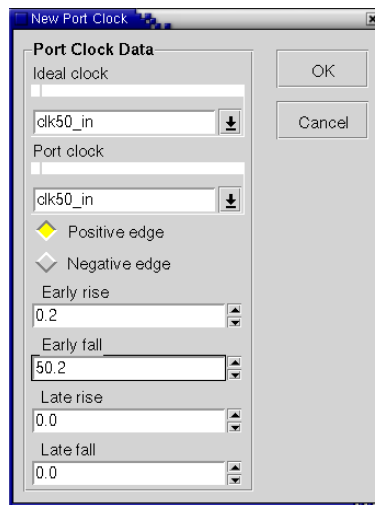 New Port Clock
Port Clock Data
Ideal clock
clk50_in
Port clock
clk50_in
Positive edge
Negative edge
Early rise
0.2
Early fall
50.2
Late rise
0.0
Late fall
0.0
OK
Cancel